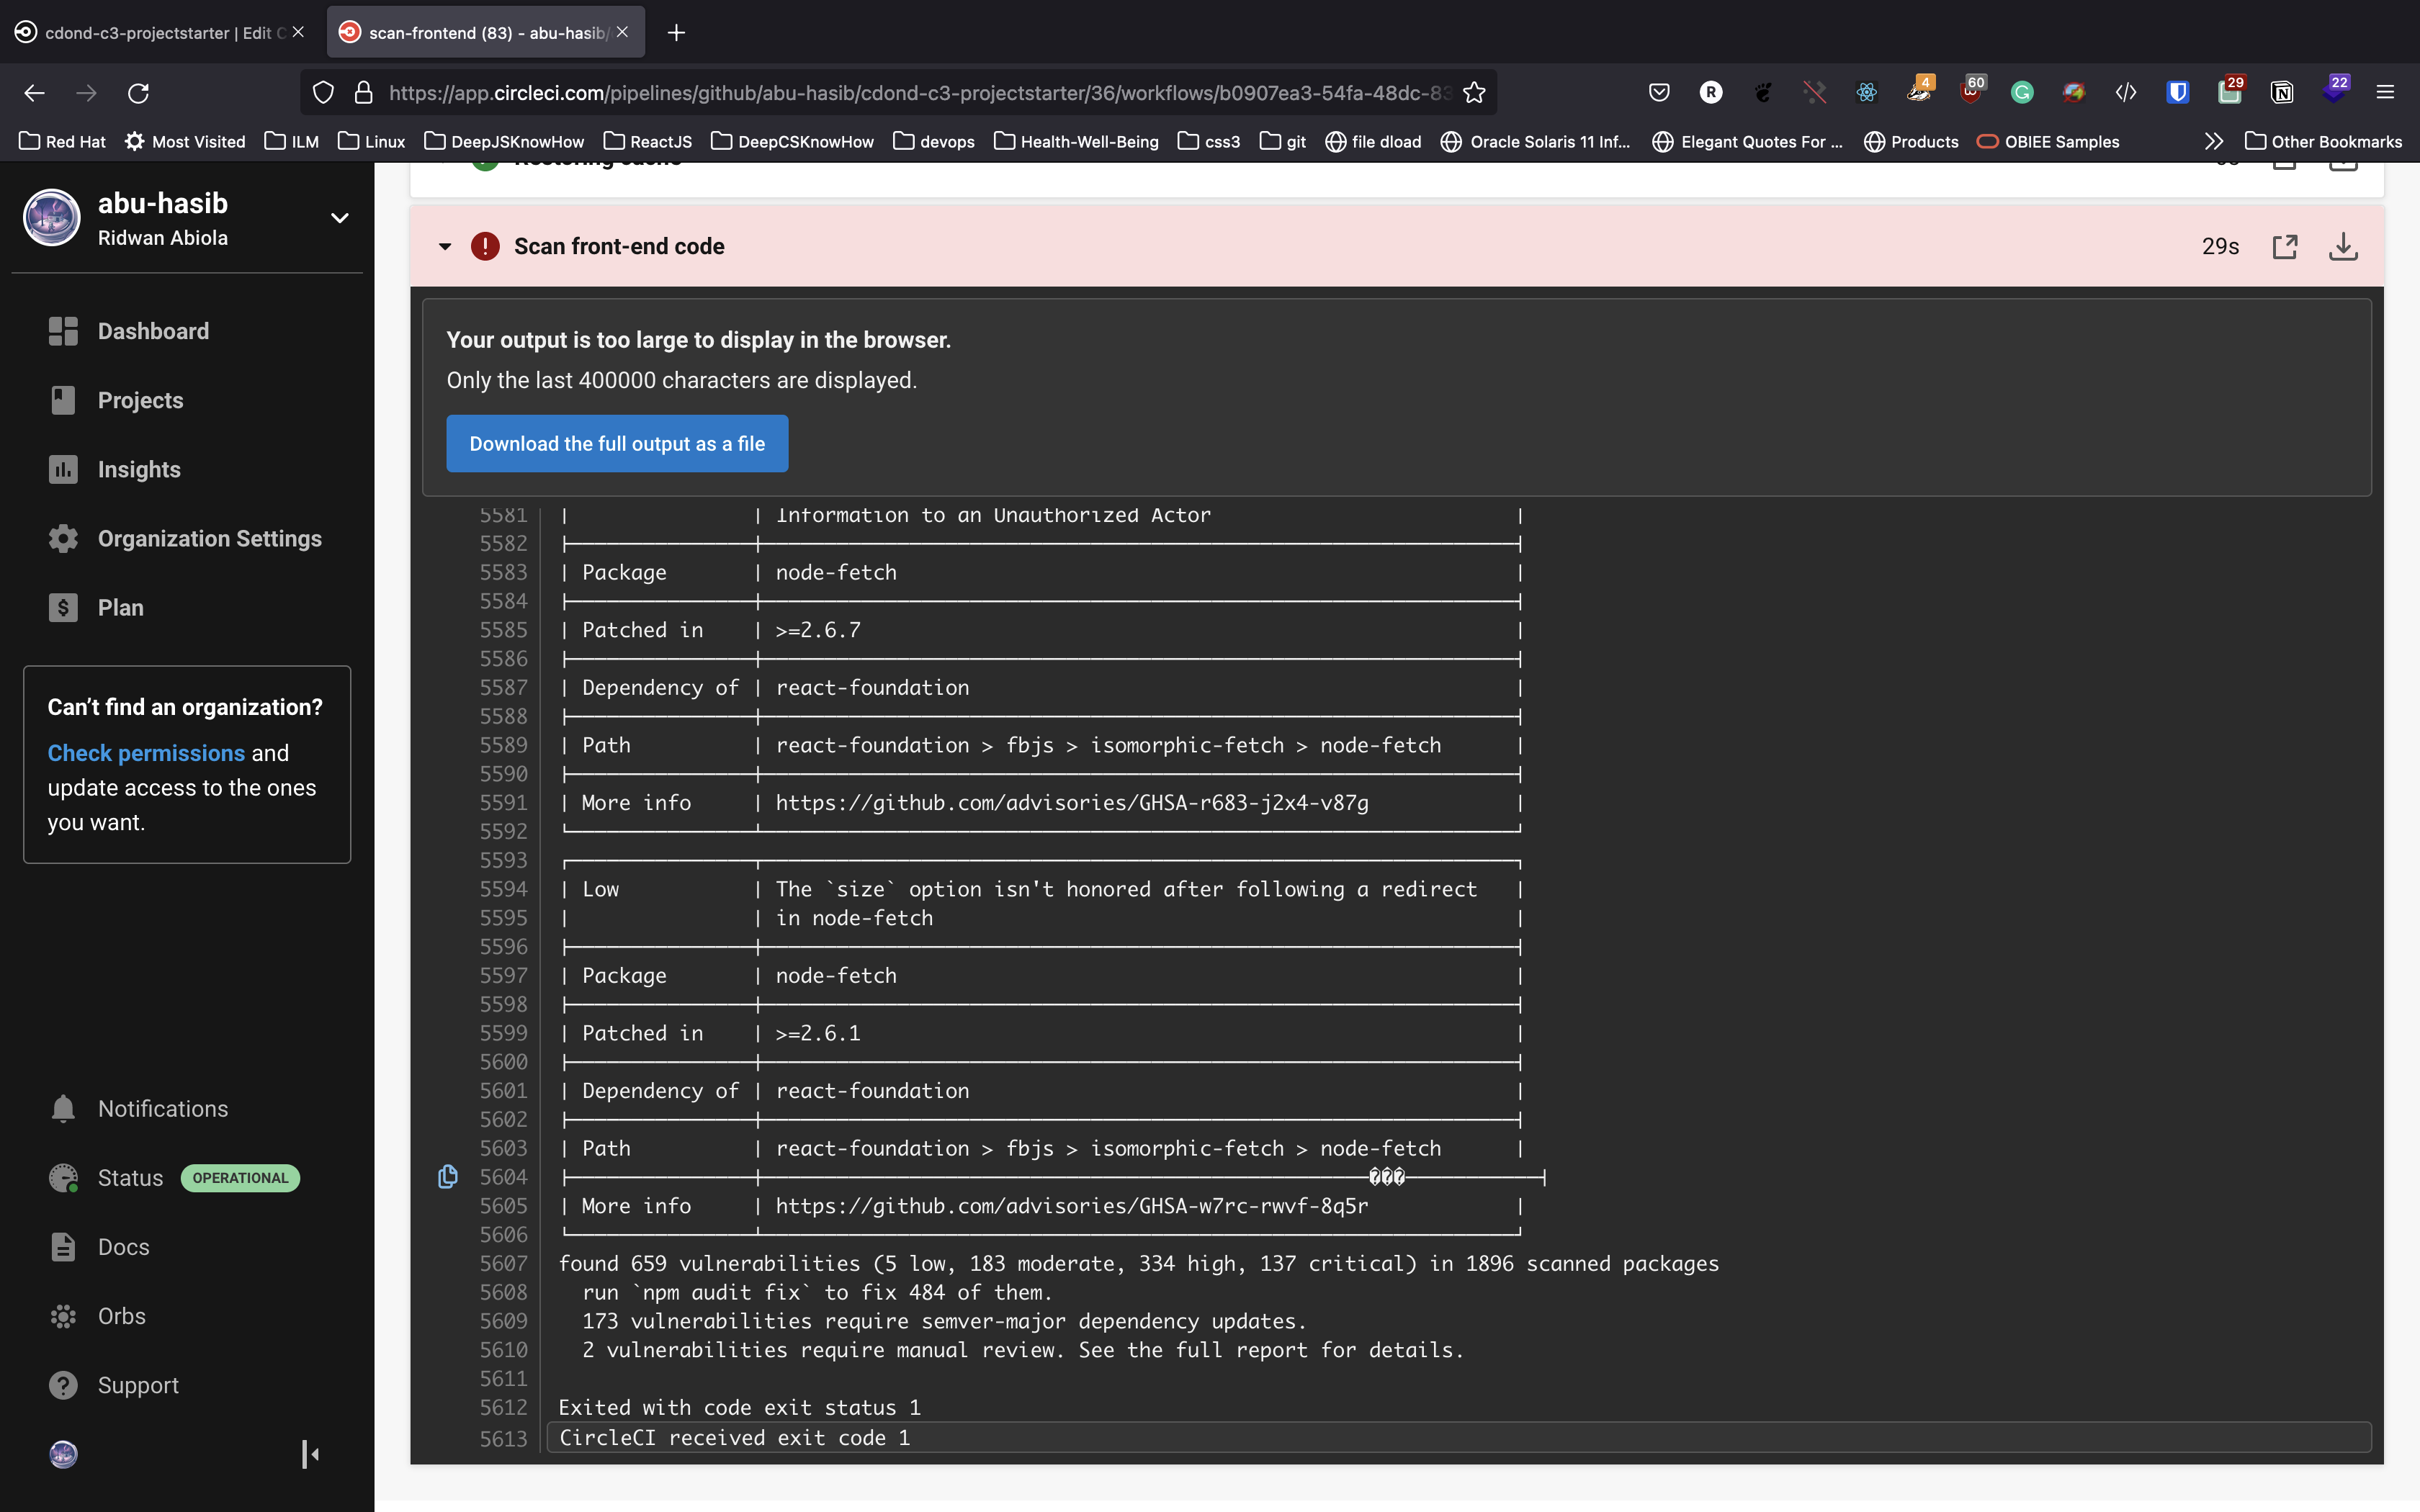 cdond-c3-projectstarter | Edit C
scan-frontend (83) - abu-hasib/
https://app.circleci.com/pipelines/github/abu-hasib/cdond-c3-projectstarter/36/workflows/b0907ea3-54fa-48dc-83
4
60
29
22
Red Hat
Most Visited
ILM
Linux
DeepJSKnowHow
ReactJS
DeepCSKnowHow
devops
Health-Well-Being
css3
git
file dload
Oracle Solaris 11 Inf...
Elegant Quotes For ...
Products
OBIEE Samples
Other Bookmarks
abu-hasib
Ridwan Abiola
Dashboard
Projects
Insights
Organization Settings
Plan
Can't find an organization?
Check permissions and
update access to the ones
you want.
Notifications
Status OPERATIONAL
Docs
Orbs
Support
Restoring cache
Scan front-end code
29s
Your output is too large to display in the browser.
Only the last 400000 characters are displayed.
Download the full output as a file
5581 | | Information to an Unauthorized Actor |
5582
5583 | Package | node-fetch |
5584
5585 | Patched in | >=2.6.7 |
5586
5587 | Dependency of | react-foundation |
5588
5589 | Path | react-foundation > fbjs > isomorphic-fetch > node-fetch |
5590
5591 | More info | https://github.com/advisories/GHSA-r683-j2x4-v87g |
5592
5593
5594 | Low | The `size` option isn't honored after following a redirect |
5595 | | in node-fetch |
5596
5597 | Package | node-fetch |
5598
5599 | Patched in | >=2.6.1 |
5600
5601 | Dependency of | react-foundation |
5602
5603 | Path | react-foundation > fbjs > isomorphic-fetch > node-fetch |
5604 ���
5605 | More info | https://github.com/advisories/GHSA-w7rc-rwvf-8q5r |
5606
5607 found 659 vulnerabilities (5 low, 183 moderate, 334 high, 137 critical) in 1896 scanned packages
5608 run `npm audit fix` to fix 484 of them.
5609 173 vulnerabilities require semver-major dependency updates.
5610 2 vulnerabilities require manual review. See the full report for details.
5611
5612 Exited with code exit status 1
5613 CircleCI received exit code 1